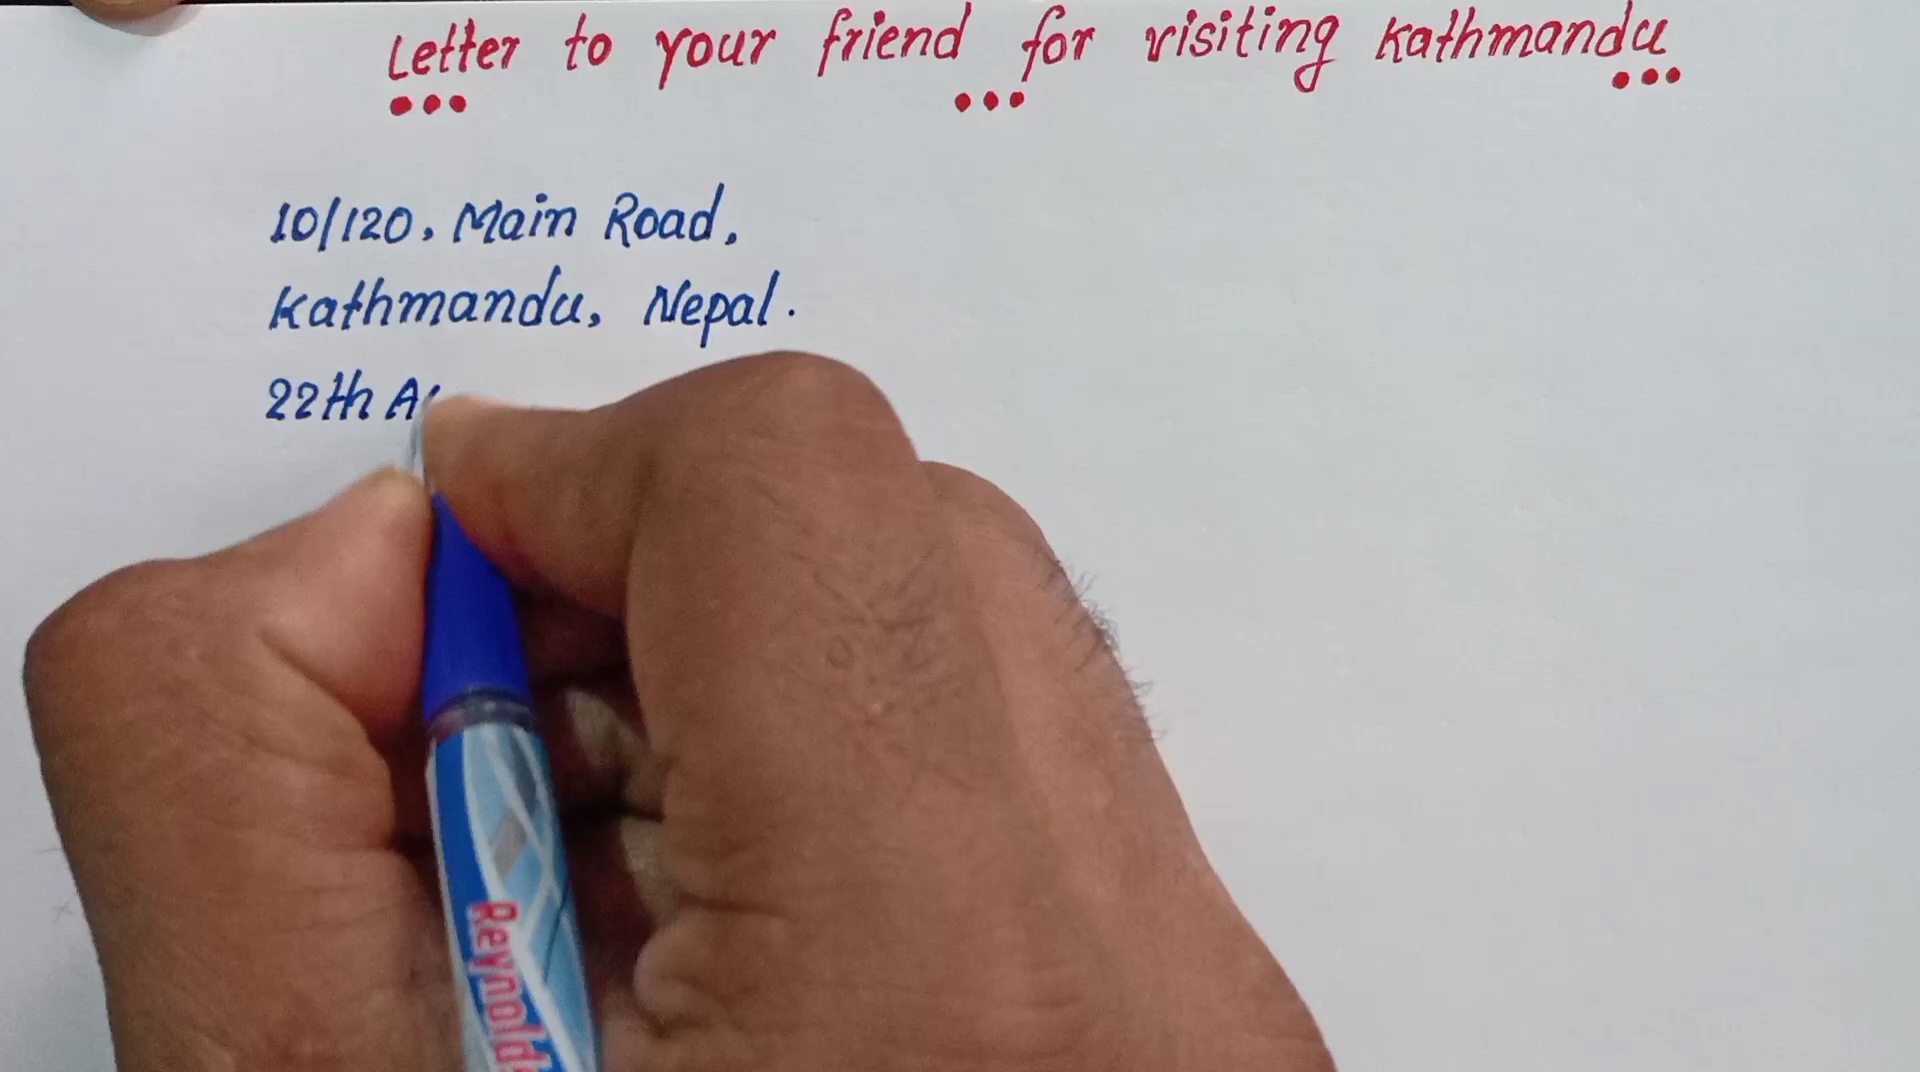 Letter to your friend for visiting Kathmandu
10/120, Main Road,
Kathmandu, Nepal.
22th
Reynolds